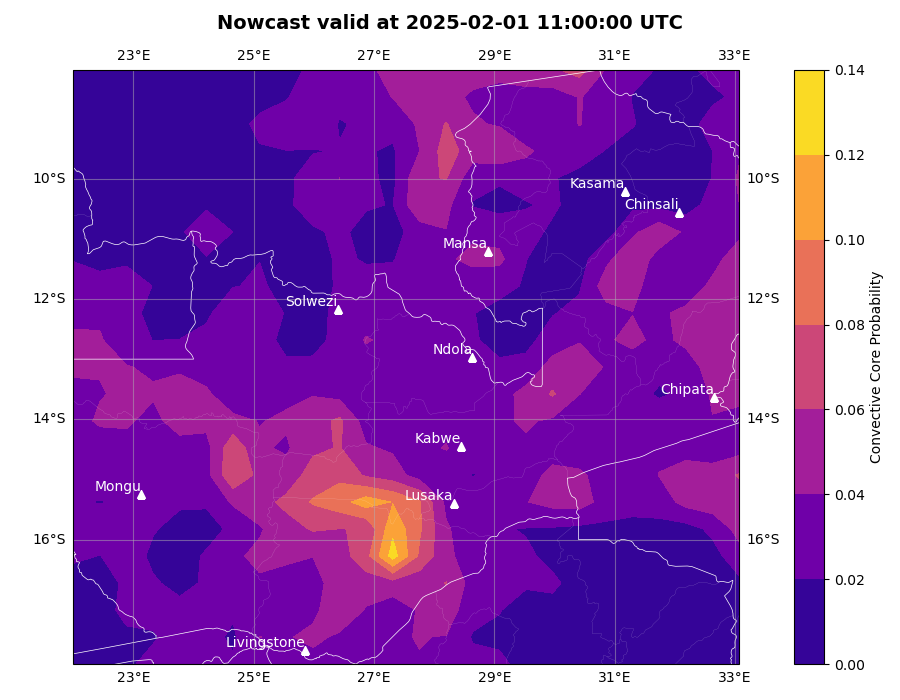 Nowcast valid at 2025-02-01 11:00:00 UTC
23°E 25°E 27°E 29°E 31°E 33°E
0.14
0.12
10°S 10°S
Kasama
Chinsali
0.10
Mansa
12°S 12°S
Solwezi
0.08
Ndola
Chipata
0.06
14°S 14°S
Kabwe
Mongu
Lusaka
0.04
16°S 16°S
0.02
Livingstone
0.00
23°E 25°E 27°E 29°E 31°E 33°E
Convective Core Probability